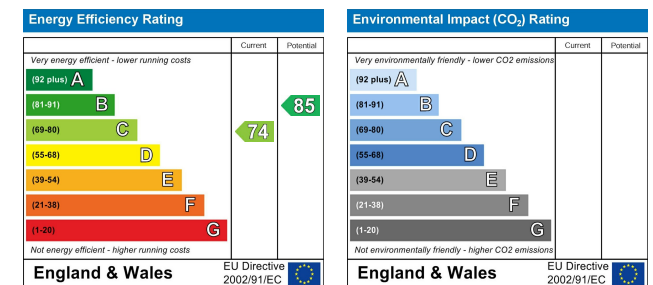 Energy Efficiency Rating
Current Potential
Very energy efficient - lower running costs
(92 plus) A
(81-91) B
85
(69-80) C
74
(55-68) D
(39-54) E
(21-38) F
(1-20) G
Not energy efficient - higher running costs
England & Wales
EU Directive
2002/91/EC
Environmental Impact (CO₂) Rating
Current Potential
Very environmentally friendly - lower CO2 emissions
(92 plus) A
(81-91) B
(69-80) C
(55-68) D
(39-54) E
(21-38) F
(1-20) G
Not environmentally friendly - higher CO2 emissions
England & Wales
EU Directive
2002/91/EC